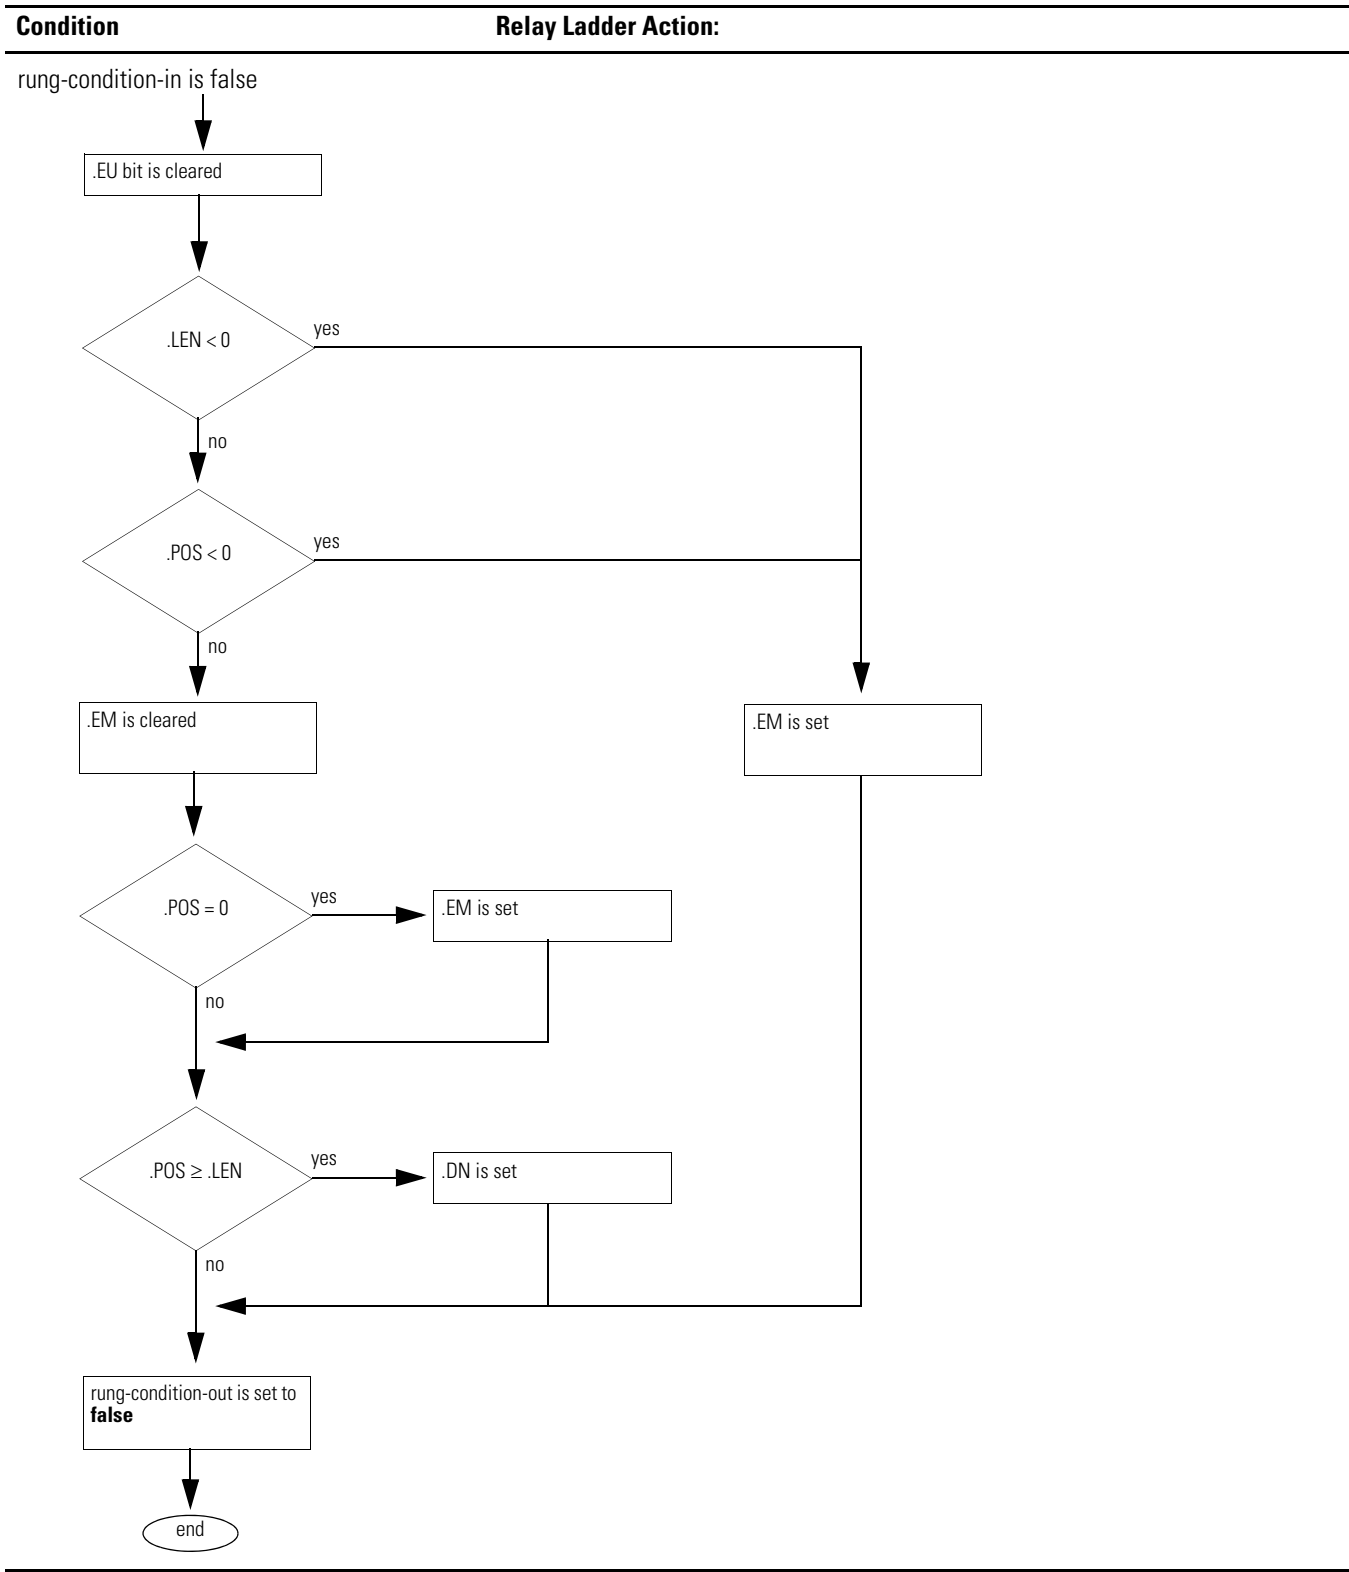 Condition
Relay Ladder Action:
rung-condition-in is false
.EU bit is cleared
.LEN < 0
yes
no
.POS < 0
yes
no
.EM is cleared
.EM is set
.POS = 0
yes
.EM is set
no
.POS ≥ .LEN
yes
.DN is set
no
rung-condition-out is set to
false
end